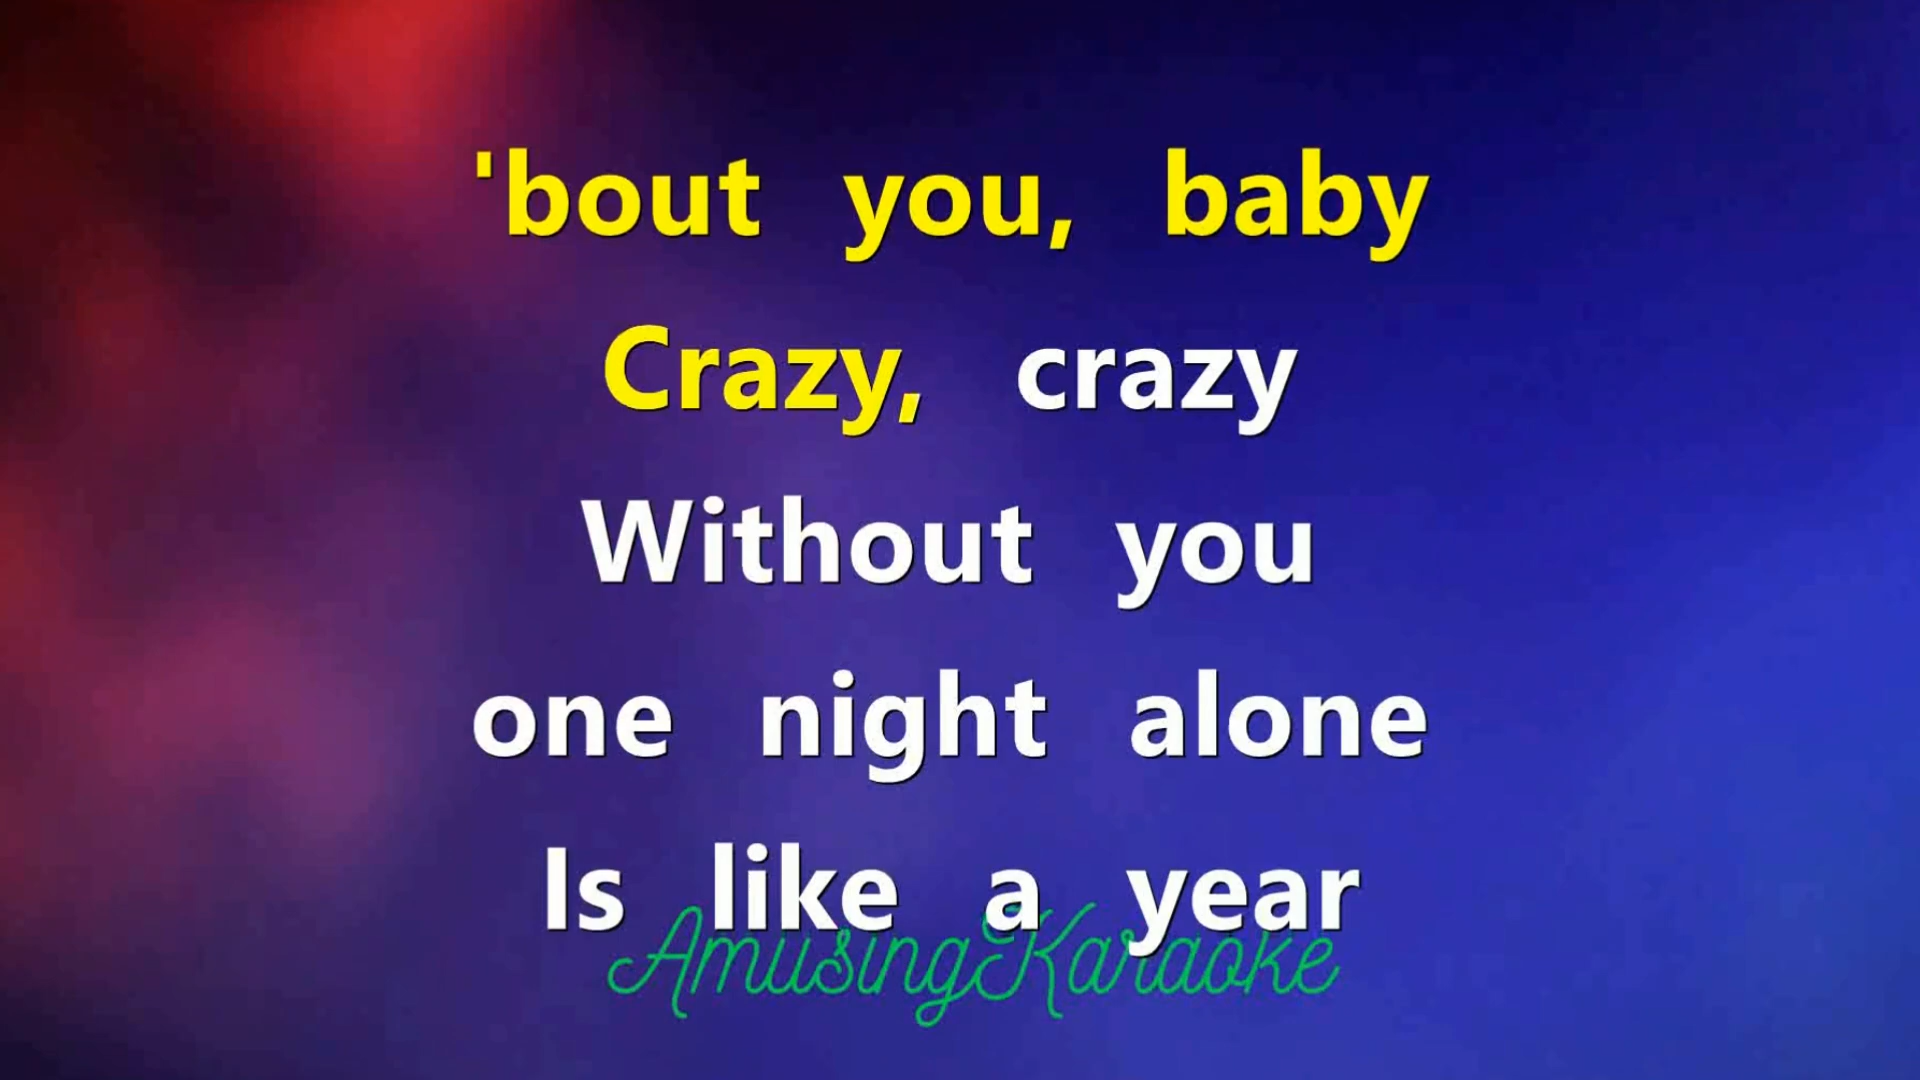 'bout you, baby
Crazy, crazy
Without you
one night alone
Is like a year
AmusingKaraoke